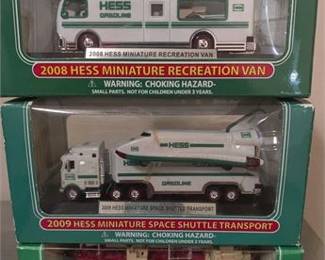 HESS
GASOLINE
2008 HESS MINIATURE RECREATION VAN
2008 HESS MINIATURE RECREATION VAN
WARNING: CHOKING HAZARD-
SMALL PARTS. NOT FOR CHILDREN UNDER 3 YEARS.
HESS
GASOLINE
2009 HESS MINIATURE SPACE SHUTTLE TRANSPORT
2009 HESS MINIATURE SPACE SHUTTLE TRANSPORT
WARNING: CHOKING HAZARD-
SMALL PARTS. NOT FOR CHILDREN UNDER 3 YEARS.